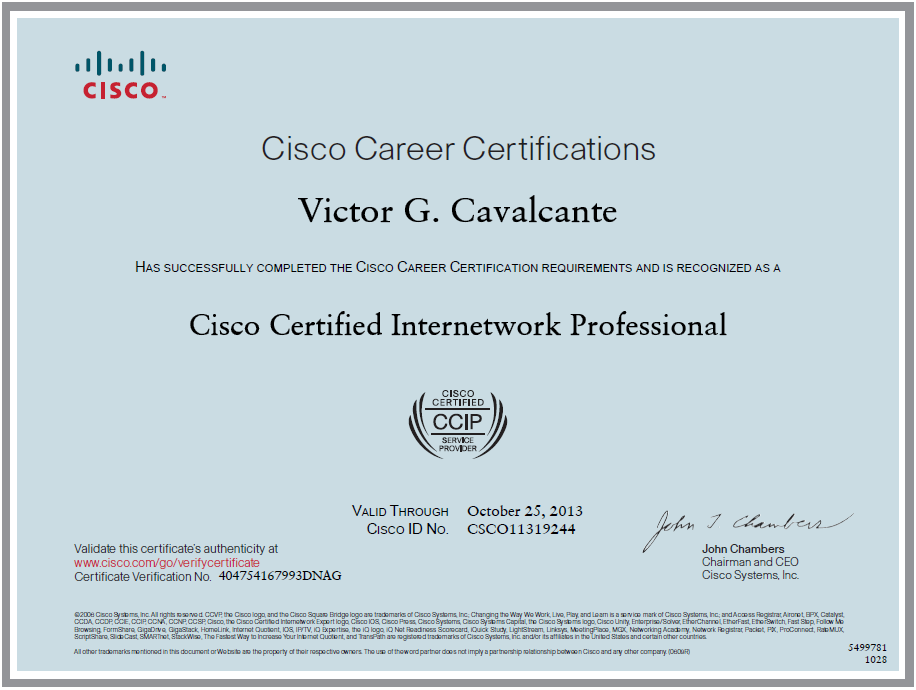 CISCO™
Cisco Career Certifications
Victor G. Cavalcante
HAS SUCCESSFULLY COMPLETED THE CISCO CAREER CERTIFICATION REQUIREMENTS AND IS RECOGNIZED AS A
Cisco Certified Internetwork Professional
CISCO
CERTIFIED
CCIP
SERVICE
PROVIDER
VALID THROUGH October 25, 2013
CISCO ID NO. CSCO11319244
John T Chambers
John Chambers
Chairman and CEO
Cisco Systems, Inc.
Validate this certificate's authenticity at
www.cisco.com/go/verifycertificate
Certificate Verification No. 404754167993DNAG
©2006 Cisco Systems, Inc. All rights reserved. CCVP, the Cisco logo, and the Cisco Square Bridge logo are trademarks of Cisco Systems, Inc.; Changing the Way We Work, Live, Play, and Learn is a service mark of Cisco Systems, Inc.; and Access Registrar, Aironet, BPX, Catalyst,
CCDA, CCDP, CCIE, CCIP, CCNA, CCNP, CCSP, Cisco, the Cisco Certified Internetwork Expert logo, Cisco IOS, Cisco Press, Cisco Systems, Cisco Systems Capital, the Cisco Systems logo, Cisco Unity, Enterprise/Solver, EtherChannel, EtherFast, EtherSwitch, Fast Step, Follow Me
Browsing, FormShare, GigaDrive, GigaStack, HomeLink, Internet Quotient, IOS, IP/TV, iQ Expertise, the iQ logo, iQ Net Readiness Scorecard, iQuick Study, LightStream, Linksys, MeetingPlace, MGX, Networking Academy, Network Registrar, Packet, PIX, ProConnect, RateMUX,
ScriptShare, SlideCast, SMARTnet, StackWise, The Fastest Way to Increase Your Internet Quotient, and TransPath are registered trademarks of Cisco Systems, Inc. and/or its affiliates in the United States and certain other countries.
All other trademarks mentioned in this document or Website are the property of their respective owners. The use of the word partner does not imply a partnership relationship between Cisco and any other company. (0609R)
5499781
1028